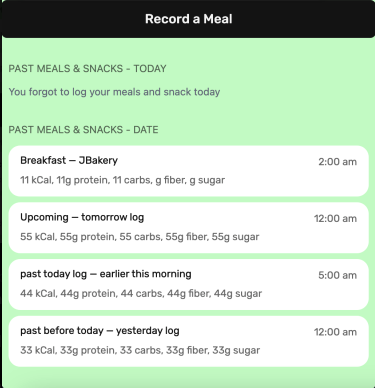 Record a Meal
PAST MEALS & SNACKS - TODAY
You forgot to log your meals and snack today
PAST MEALS & SNACKS - DATE
Breakfast — JBakery 2:00 am
11 kCal, 11g protein, 11 carbs, g fiber, g sugar
Upcoming — tomorrow log 12:00 am
55 kCal, 55g protein, 55 carbs, 55g fiber, 55g sugar
past today log — earlier this morning 5:00 am
44 kCal, 44g protein, 44 carbs, 44g fiber, 44g sugar
past before today — yesterday log 12:00 am
33 kCal, 33g protein, 33 carbs, 33g fiber, 33g sugar